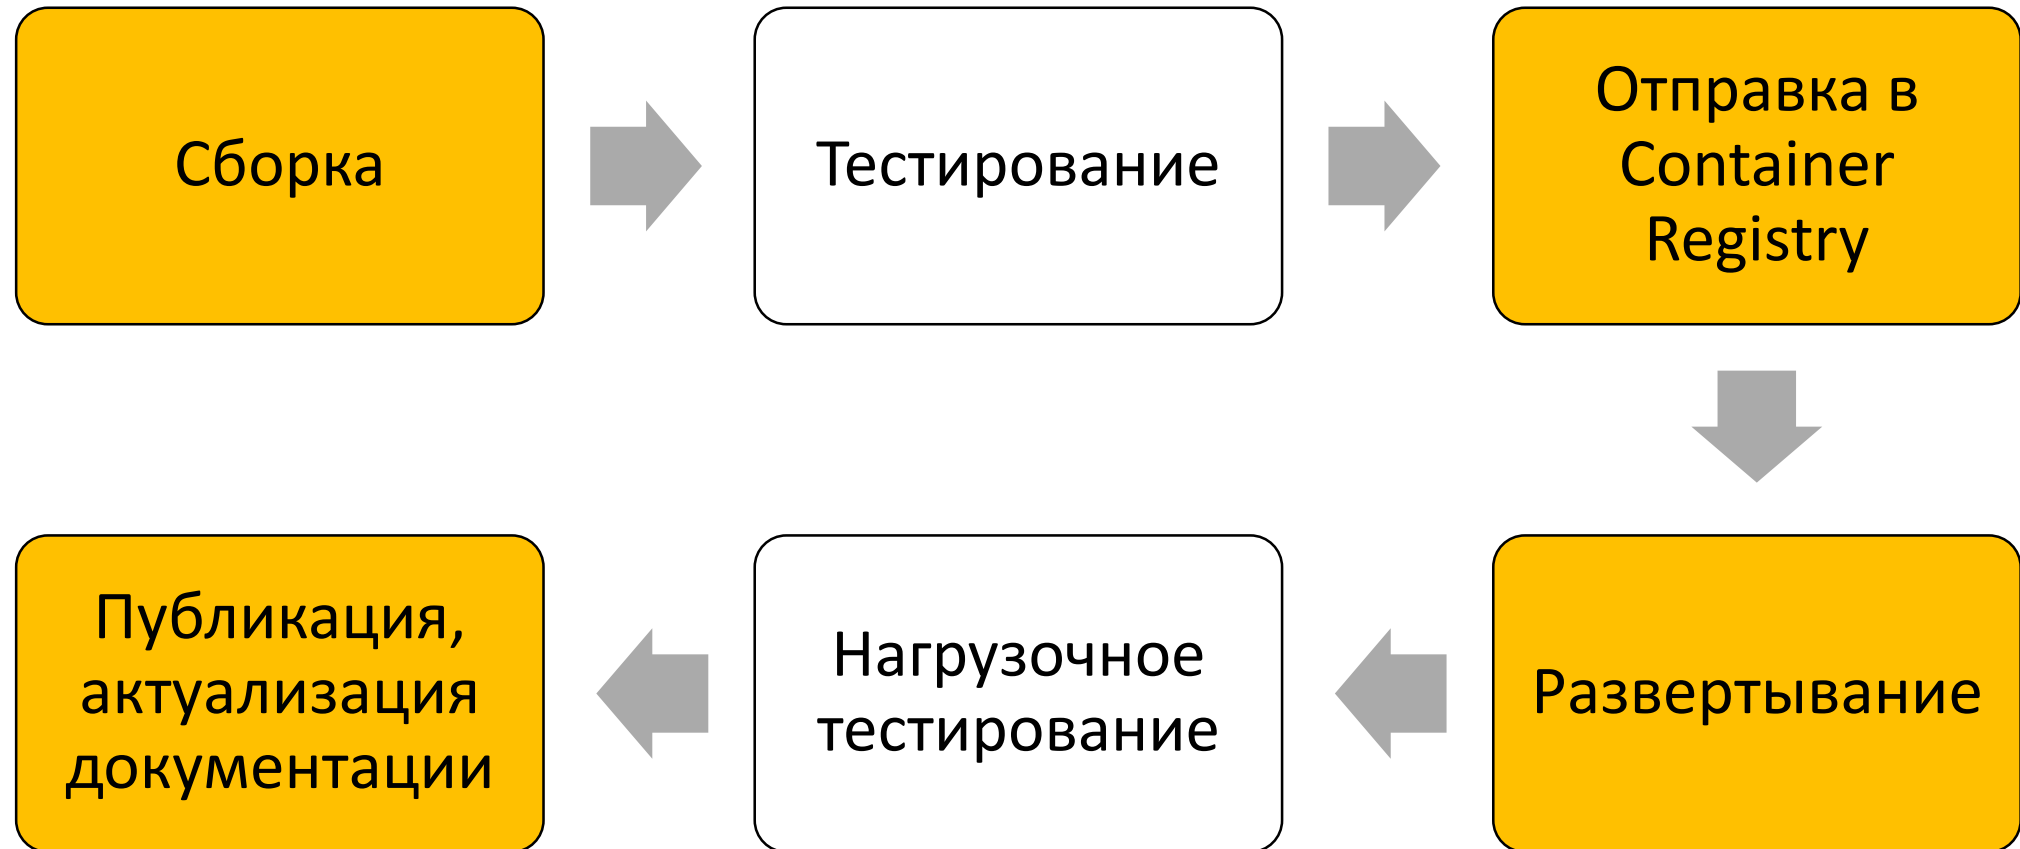 Сборка
Тестирование
Отправка в
Container
Registry
Развертывание
Нагрузочное
тестирование
Публикация,
актуализация
документации